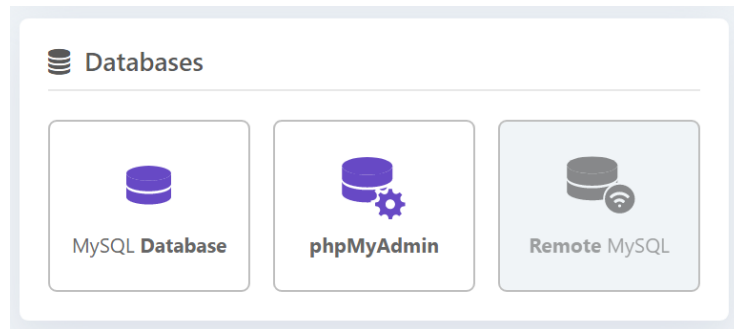 Databases
MySQL Database
phpMyAdmin
Remote MySQL